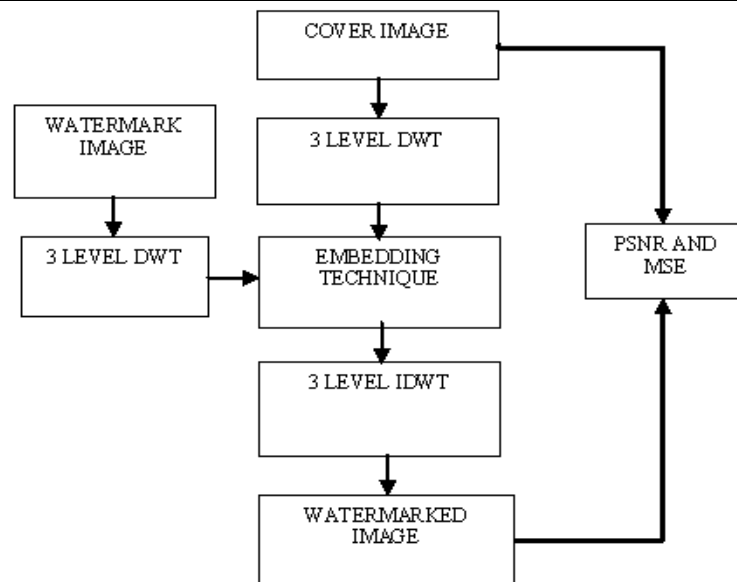 COVER IMAGE
3 LEVEL DWT
WATERMARK
IMAGE
3 LEVEL DWT
EMBEDDING
TECHNIQUE
PSNR AND
MSE
3 LEVEL IDWT
WATERMARKED
IMAGE